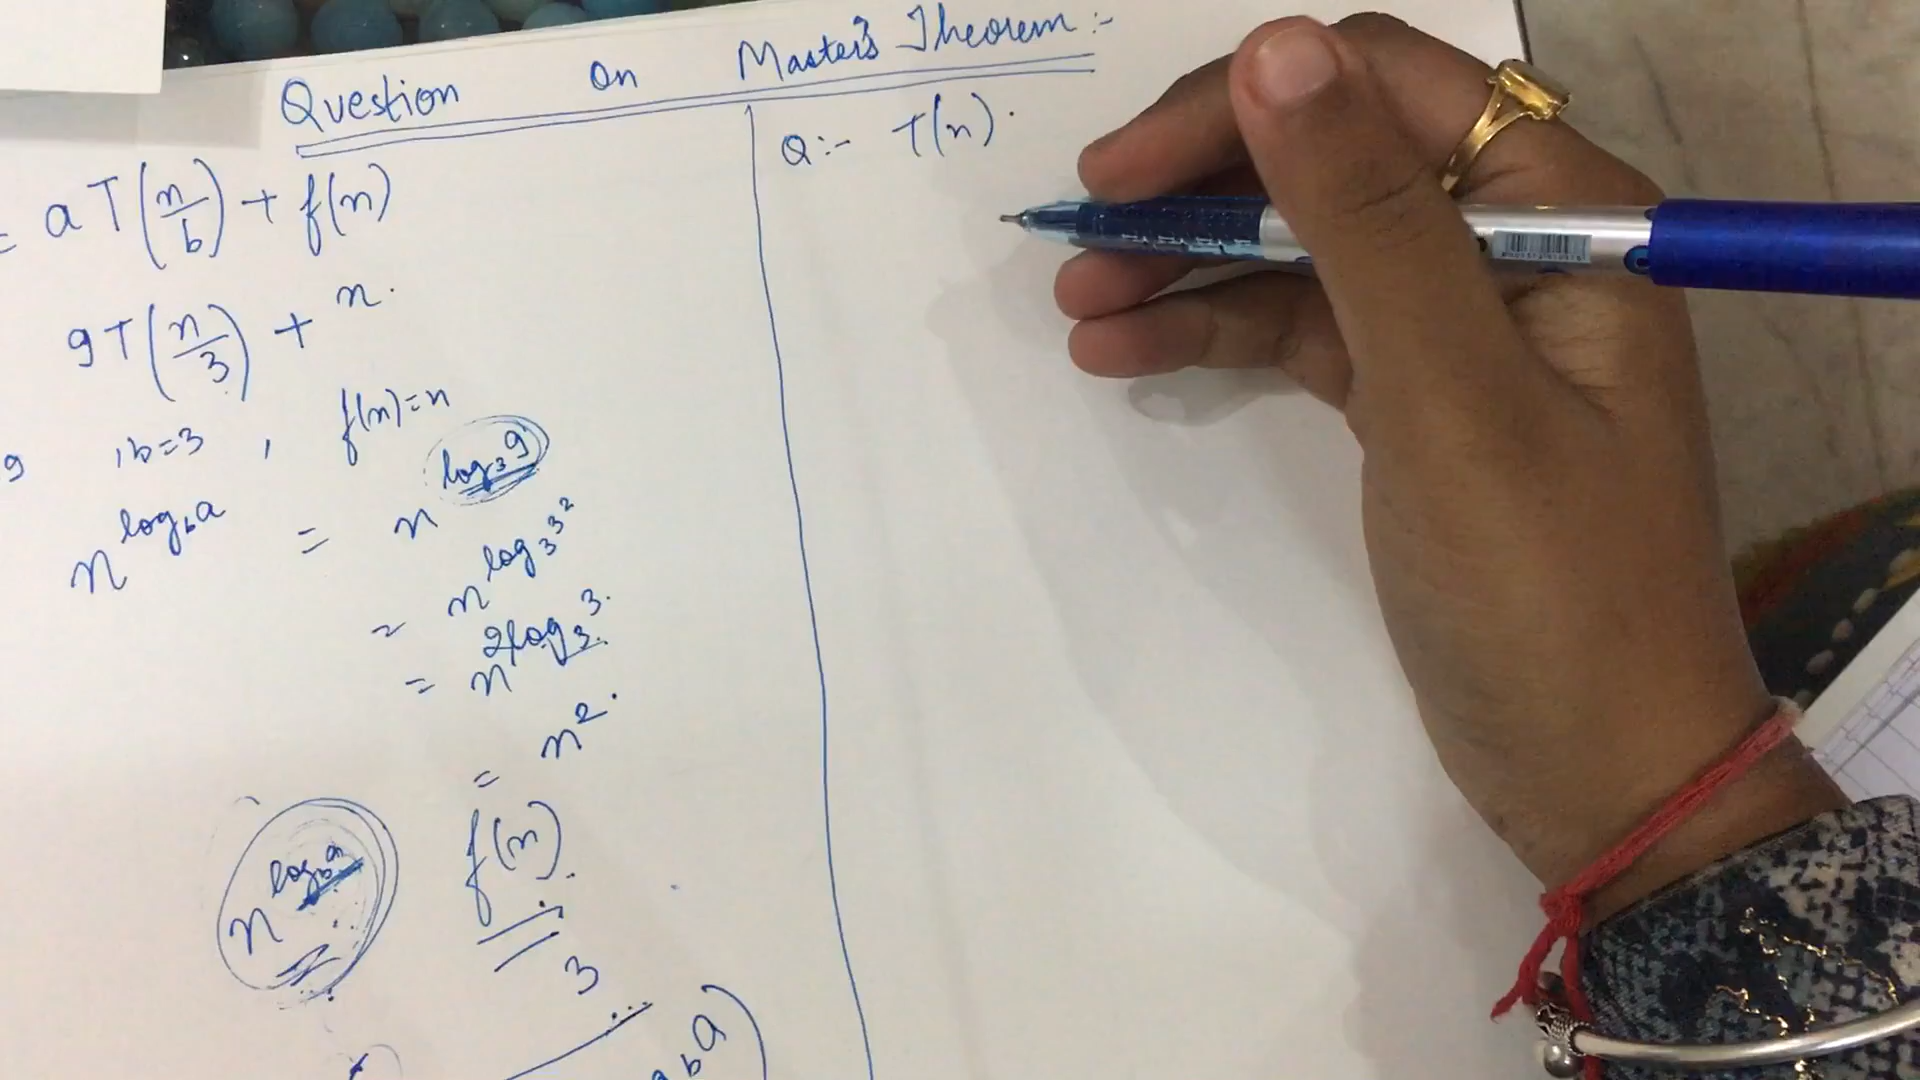 Question on Master's Theorem :-
= aT(n/b) + f(n)
9T(n/3) + n.
9 , b=3 , f(n)=n
n^log_b a = n^log_3 9
= n^log_3 3^2
= n^2log_3 3.
= n^2.
n^log_b a f(n).
3
b a)
Q:- T(n).